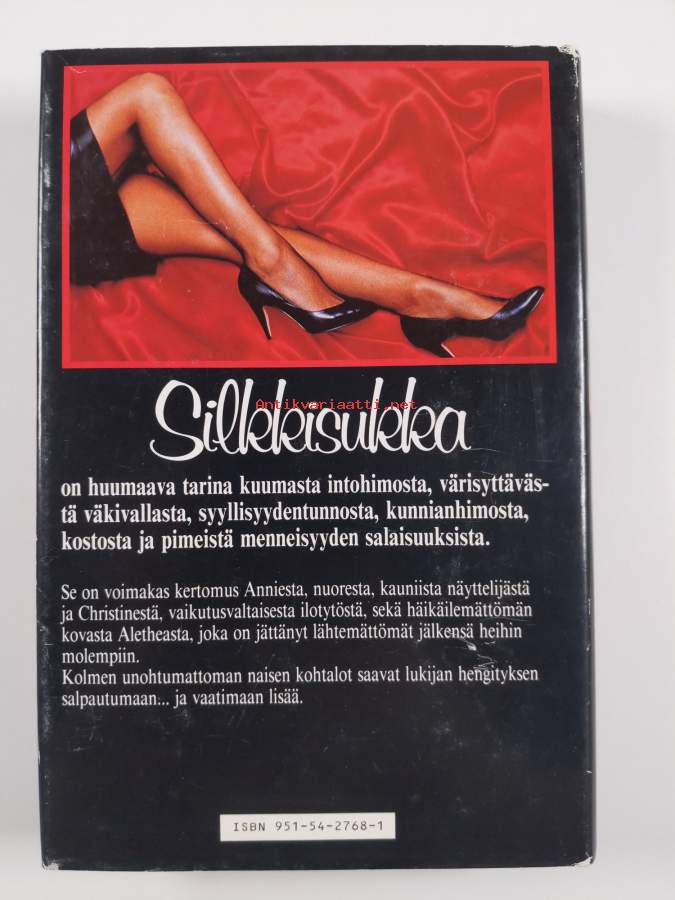 Silkkisukka
Antikvariaatti.net
on huumaava tarina kuumasta intohimosta, värisyttäväs-
tä väkivallasta, syyllisyydentunnosta, kunnianhimosta,
kostosta ja pimeistä menneisyyden salaisuuksista.
Se on voimakas kertomus Anniesta, nuoresta, kauniista näyttelijästä
ja Christinestä, vaikutusvaltaisesta ilotytöstä, sekä häikäilemättömän
kovasta Aletheasta, joka on jättänyt lähtemättömät jälkensä heihin
molempiin.
Kolmen unohtumattoman naisen kohtalot saavat lukijan hengityksen
salpautumaan... ja vaatimaan lisää.
ISBN 951-54-2768-1